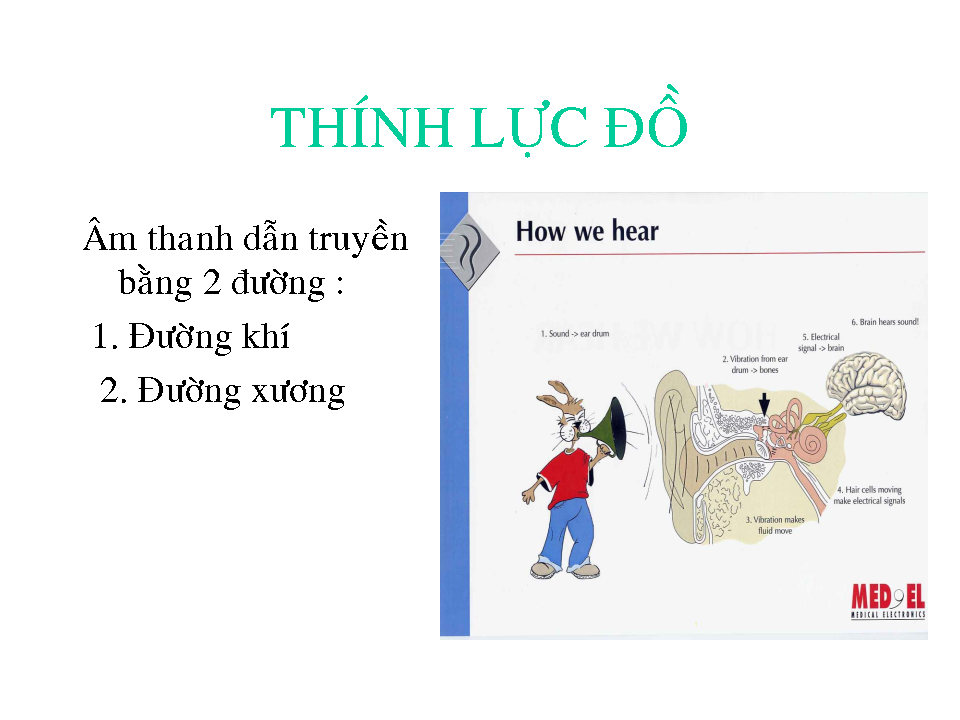 THÍNH LỰC ĐỒ
Âm thanh dẫn truyền
bằng 2 đường :
1. Đường khí
2. Đường xương
How we hear
1. Sound -> ear drum
2. Vibration from ear
drum -> bones
3. Vibration makes
fluid move
4. Hair cells moving
make electrical signals
5. Electrical
signal -> brain
6. Brain hears sound!
MED EL
MEDICAL ELECTRONICS